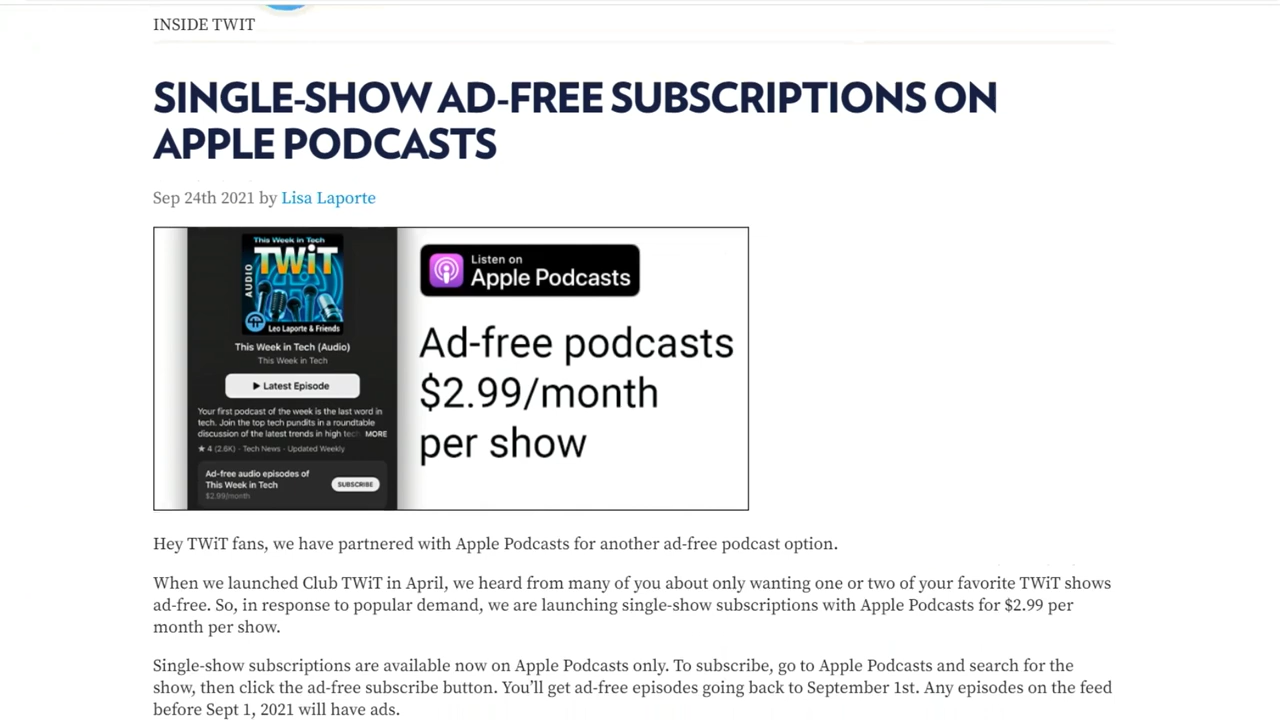 INSIDE TWIT
SINGLE-SHOW AD-FREE SUBSCRIPTIONS ON
APPLE PODCASTS
Sep 24th 2021 by Lisa Laporte
This Week in Tech
TWiT
AUDIO
Leo Laporte & Friends
This Week in Tech (Audio)
This Week in Tech
Latest Episode
Your first podcast of the week is the last word in
tech. Join the top tech pundits in a roundtable
discussion of the latest trends in high tech MORE
★ 4 (2.6K) · Tech News · Updated Weekly
Ad-free audio episodes of
This Week in Tech
$2.99/month
SUBSCRIBE
Listen on
Apple Podcasts
Ad-free podcasts
$2.99/month
per show
Hey TWiT fans, we have partnered with Apple Podcasts for another ad-free podcast option.
When we launched Club TWiT in April, we heard from many of you about only wanting one or two of your favorite TWiT shows
ad-free. So, in response to popular demand, we are launching single-show subscriptions with Apple Podcasts for $2.99 per
month per show.
Single-show subscriptions are available now on Apple Podcasts only. To subscribe, go to Apple Podcasts and search for the
show, then click the ad-free subscribe button. You’ll get ad-free episodes going back to September 1st. Any episodes on the feed
before Sept 1, 2021 will have ads.